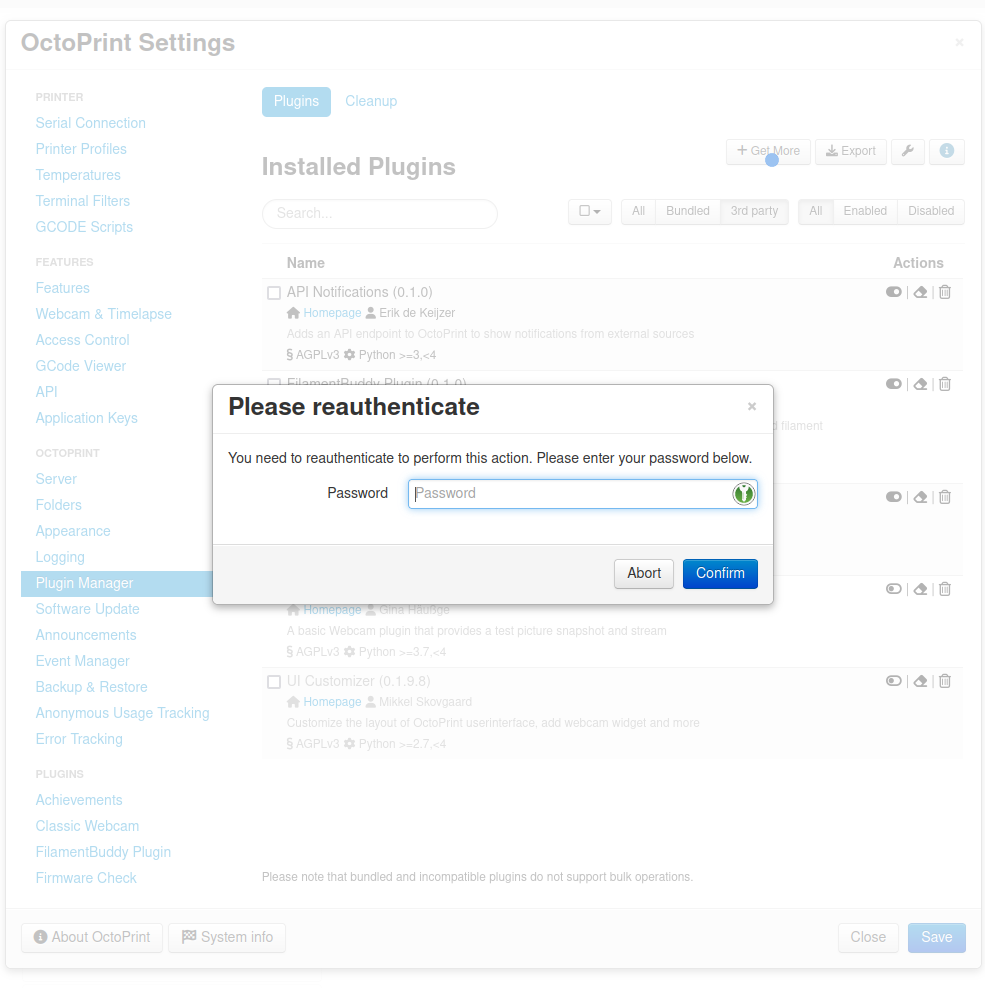 OctoPrint Settings
×
PRINTER
Serial Connection
Printer Profiles
Temperatures
Terminal Filters
GCODE Scripts
FEATURES
Features
Webcam & Timelapse
Access Control
GCode Viewer
API
Application Keys
OCTOPRINT
Server
Folders
Appearance
Logging
Plugin Manager
Software Update
Announcements
Event Manager
Backup & Restore
Anonymous Usage Tracking
Error Tracking
PLUGINS
Achievements
Classic Webcam
FilamentBuddy Plugin
Firmware Check
Plugins Cleanup
Installed Plugins
+ Get More Export
Search...
All Bundled 3rd party All Enabled Disabled
Name Actions
API Notifications (0.1.0)
Homepage Erik de Keijzer
Adds an API endpoint to OctoPrint to show notifications from external sources
§ AGPLv3 Python >=3,<4
FilamentBuddy Plugin (0.1.0)
filament
Please reauthenticate
×
You need to reauthenticate to perform this action. Please enter your password below.
Password Password
Abort Confirm
Homepage Gina Häußge
A basic Webcam plugin that provides a test picture snapshot and stream
§ AGPLv3 Python >=3.7,<4
UI Customizer (0.1.9.8)
Homepage Mikkel Skovgaard
Customize the layout of OctoPrint userinterface, add webcam widget and more
§ AGPLv3 Python >=2.7,<4
Please note that bundled and incompatible plugins do not support bulk operations.
About OctoPrint System info Close Save